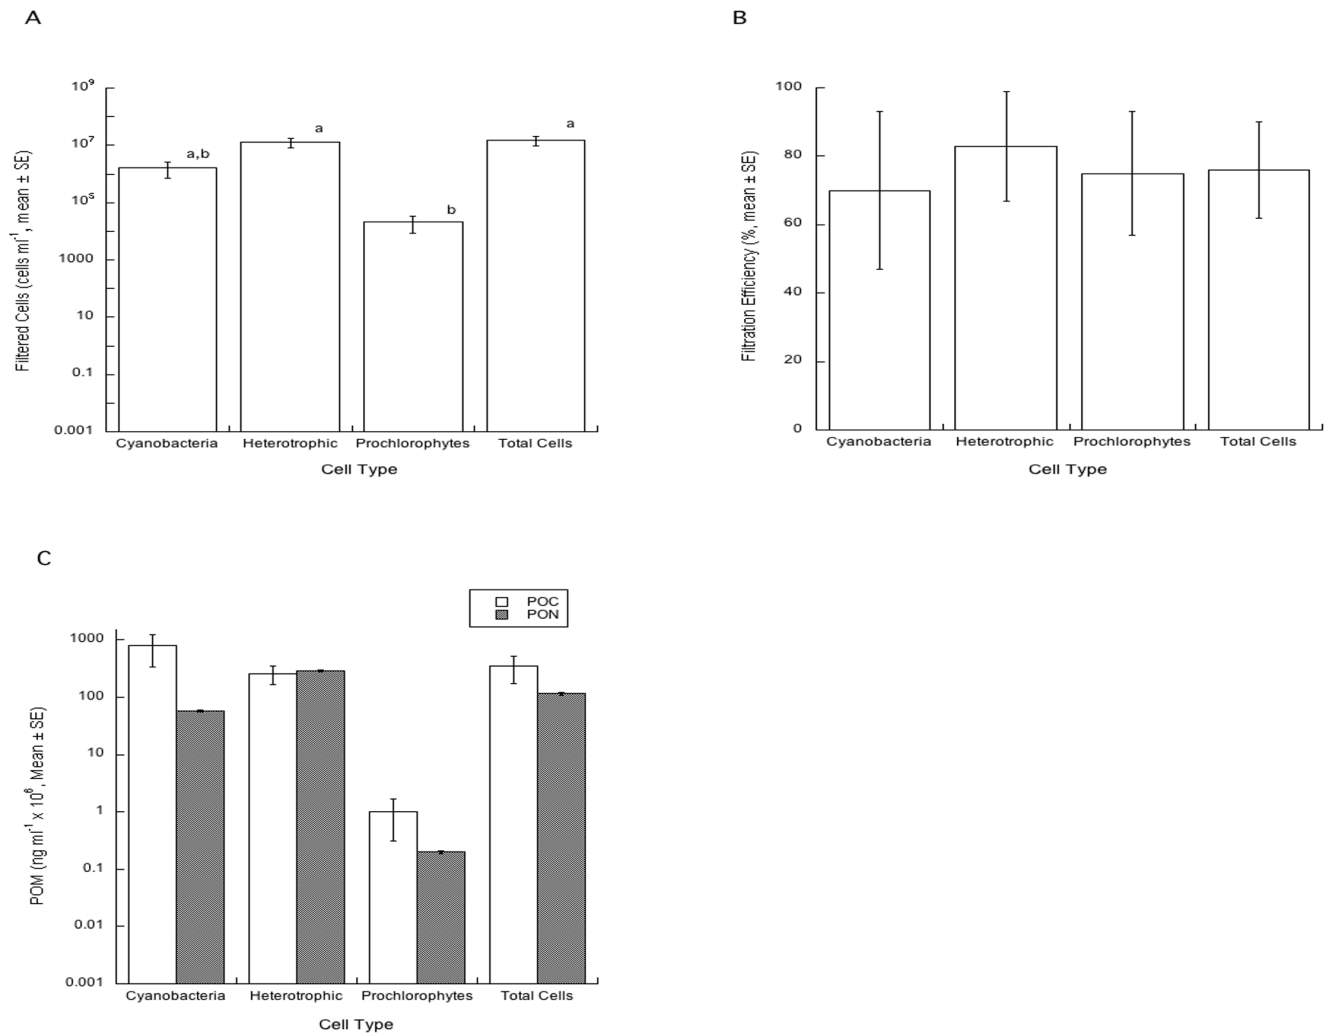 A
Filtered Cells (cells ml⁻¹, mean ± SE)
10⁹
10⁷
10⁵
1000
10
0.1
0.001
a,b
a
b
a
Cyanobacteria Heterotrophic Prochlorophytes Total Cells
Cell Type
B
Filtration Efficiency (%, mean ± SE)
100
80
60
40
20
0
Cyanobacteria Heterotrophic Prochlorophytes Total Cells
Cell Type
C
POC
PON
POM (ng ml⁻¹ x 10⁶, Mean ± SE)
1000
100
10
1
0.1
0.01
0.001
Cyanobacteria Heterotrophic Prochlorophytes Total Cells
Cell Type